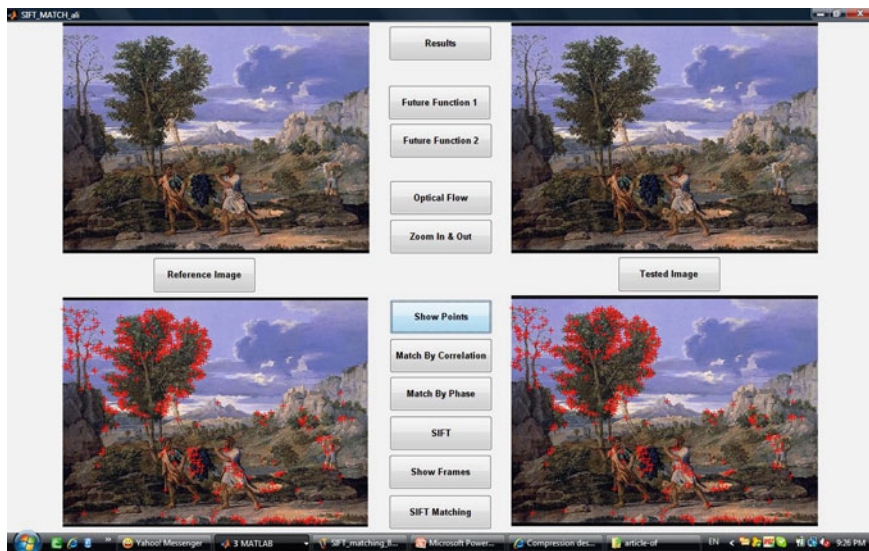 SIFT_MATCH_ali
Results
Future Function 1
Future Function 2
Optical Flow
Zoom In & Out
Reference Image
Tested Image
Show Points
Match By Correlation
Match By Phase
SIFT
Show Frames
SIFT Matching
Yahoo! Messenger
3 MATLAB
SIFT_matching_B...
Microsoft Power...
Compression des...
article-of
EN
9:26 PM